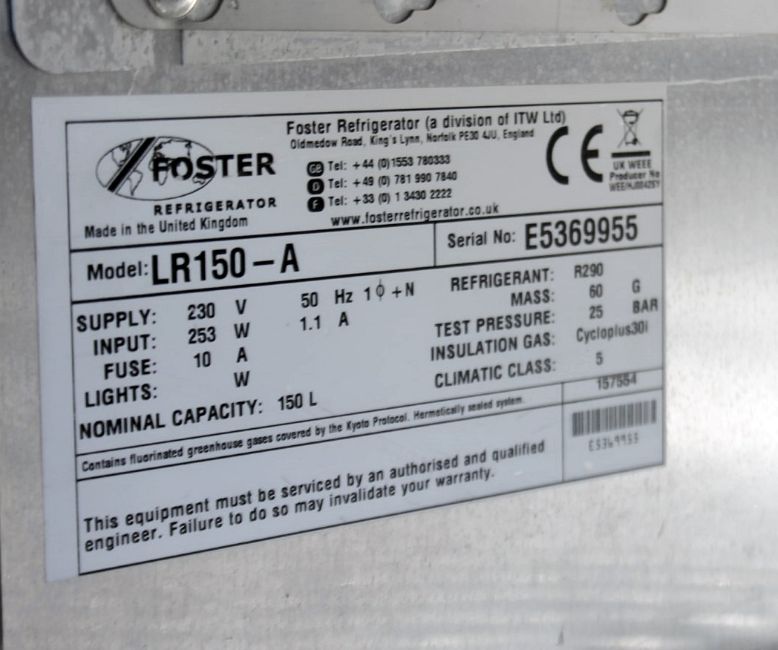 FOSTER
REFRIGERATOR
Made in the United Kingdom
Foster Refrigerator (a division of ITW Ltd)
Oldmedow Road, King's Lynn, Norfolk PE30 4JU, England
GB Tel: +44 (0)1553 780333
D Tel: +49 (0) 781 990 7840
F Tel: +33 (0) 1 3430 2222
www.fosterrefrigerator.co.uk
CE
UK WEEE
Producer No
Model: LR150-A
Serial No: E5369955
SUPPLY: 230 V 50 Hz 1ϕ+N
INPUT: 253 W 1.1 A
FUSE: 10 A
LIGHTS: W
NOMINAL CAPACITY: 150 L
REFRIGERANT: R290
MASS: 60 G
TEST PRESSURE: 25 BAR
INSULATION GAS: Cycloplus30i
CLIMATIC CLASS: 5
Contains fluorinated greenhouse gases covered by the Kyoto Protocol. Hermetically sealed system.
157554
E5369955
This equipment must be serviced by an authorised and qualified
engineer. Failure to do so may invalidate your warranty.